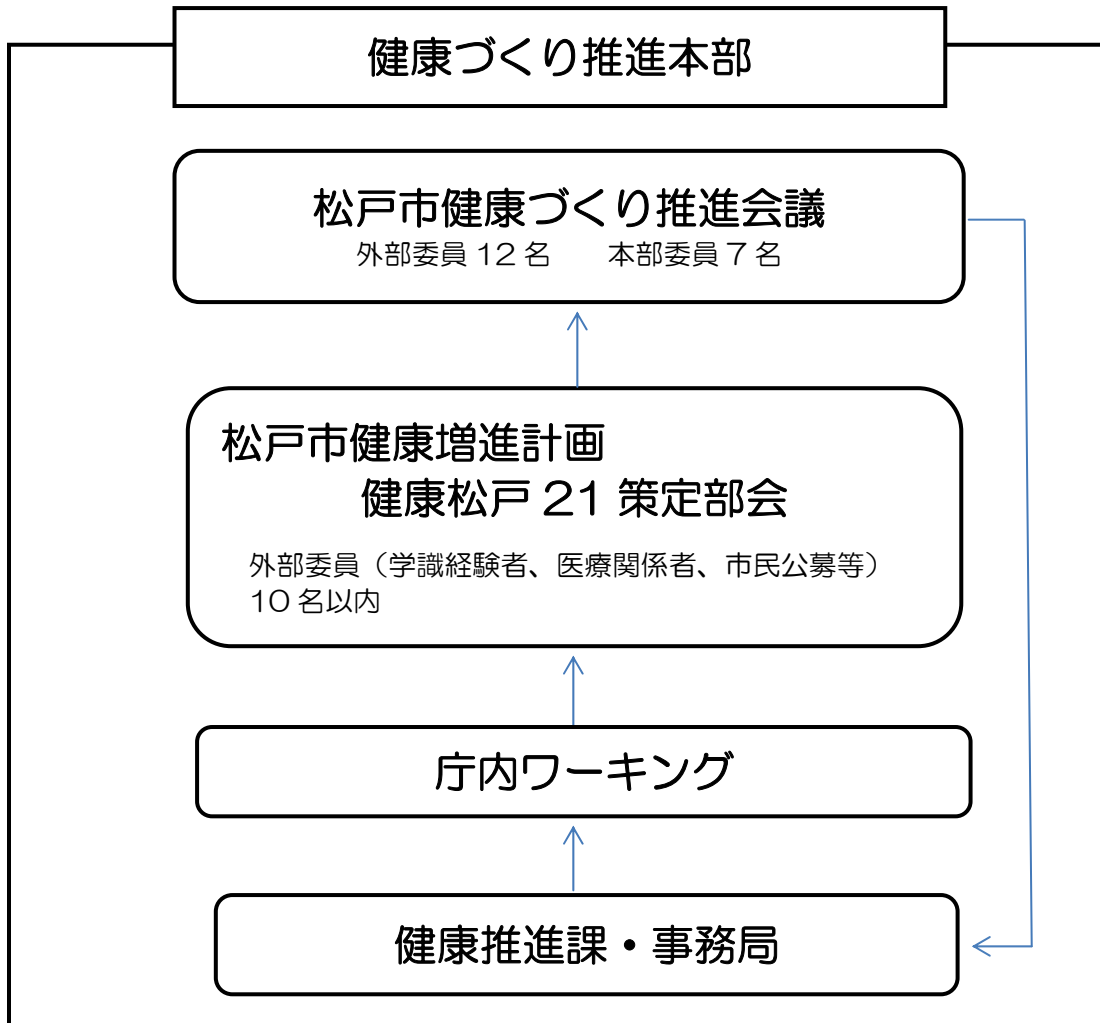 健康づくり推進本部
松戸市健康づくり推進会議
外部委員 12 名　　本部委員 7 名
松戸市健康増進計画
健康松戸 21 策定部会
外部委員（学識経験者、医療関係者、市民公募等）
10 名以内
庁内ワーキング
健康推進課・事務局